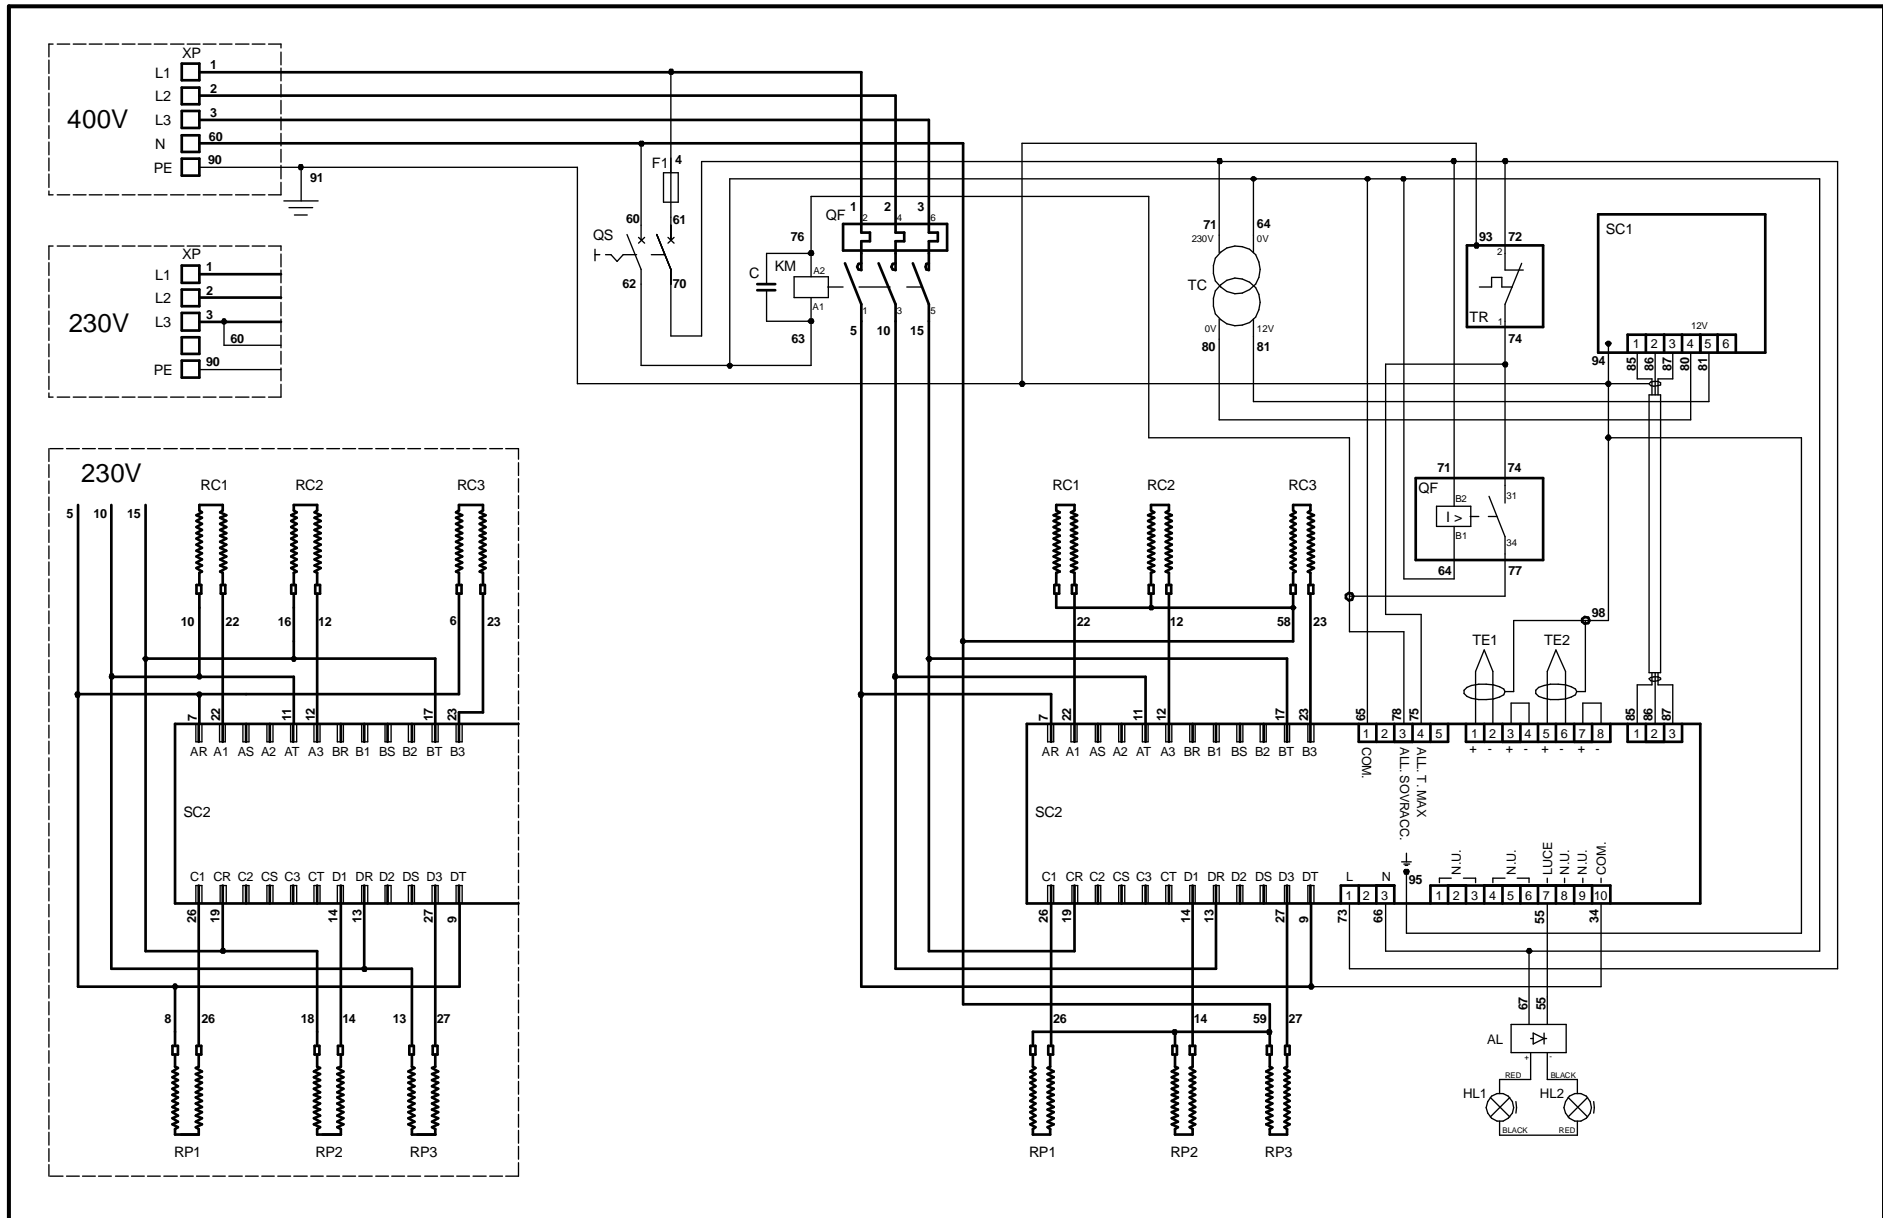 XP
L1 1
L2 2
400V L3 3
N 60
PE 90
91
XP
L1 1
L2 2
230V L3 3
60
PE 90
F1 4
60 61
QS
62 70
76
C KM A2
A1
63
1 2 3
QF 2 4 6
1 3 5
5 10 15
71 64
230V 0V
TC
0V 12V
80 81
93 72
2
TR 1
74
SC1
12V
1 2 3 4 5 6
94 85 86 87 80 81
71 74
QF
B2 31
I >
B1 34
64 77
98
TE1 TE2
230V
5 10 15
RC1 RC2 RC3
10 22 16 12 6 23
7 22 11 12 17 23
AR A1 AS A2 AT A3 BR B1 BS B2 BT B3
SC2
C1 CR C2 CS C3 CT D1 DR D2 DS D3 DT
26 19 14 13 27 9
8 26 18 14 13 27
RP1 RP2 RP3
RC1 RC2 RC3
22 12 58 23
7 22 11 12 17 23
AR A1 AS A2 AT A3 BR B1 BS B2 BT B3
65 78 75
1 2 3 4 5
COM.
ALL. SOVRACC.
ALL. T. MAX
1 2 3 4 5 6 7 8
+ - + - + - + -
85 86 87
1 2 3
SC2
C1 CR C2 CS C3 CT D1 DR D2 DS D3 DT
26 19 14 13 27 9
L N
1 2 3
73 66
95
N.U. N.U. LUCE N.U. N.U. COM.
1 2 3 4 5 6 7 8 9 10
55 34
26 14 59 27
RP1 RP2 RP3
67 55
AL
+ -
RED BLACK
HL1 HL2
BLACK RED